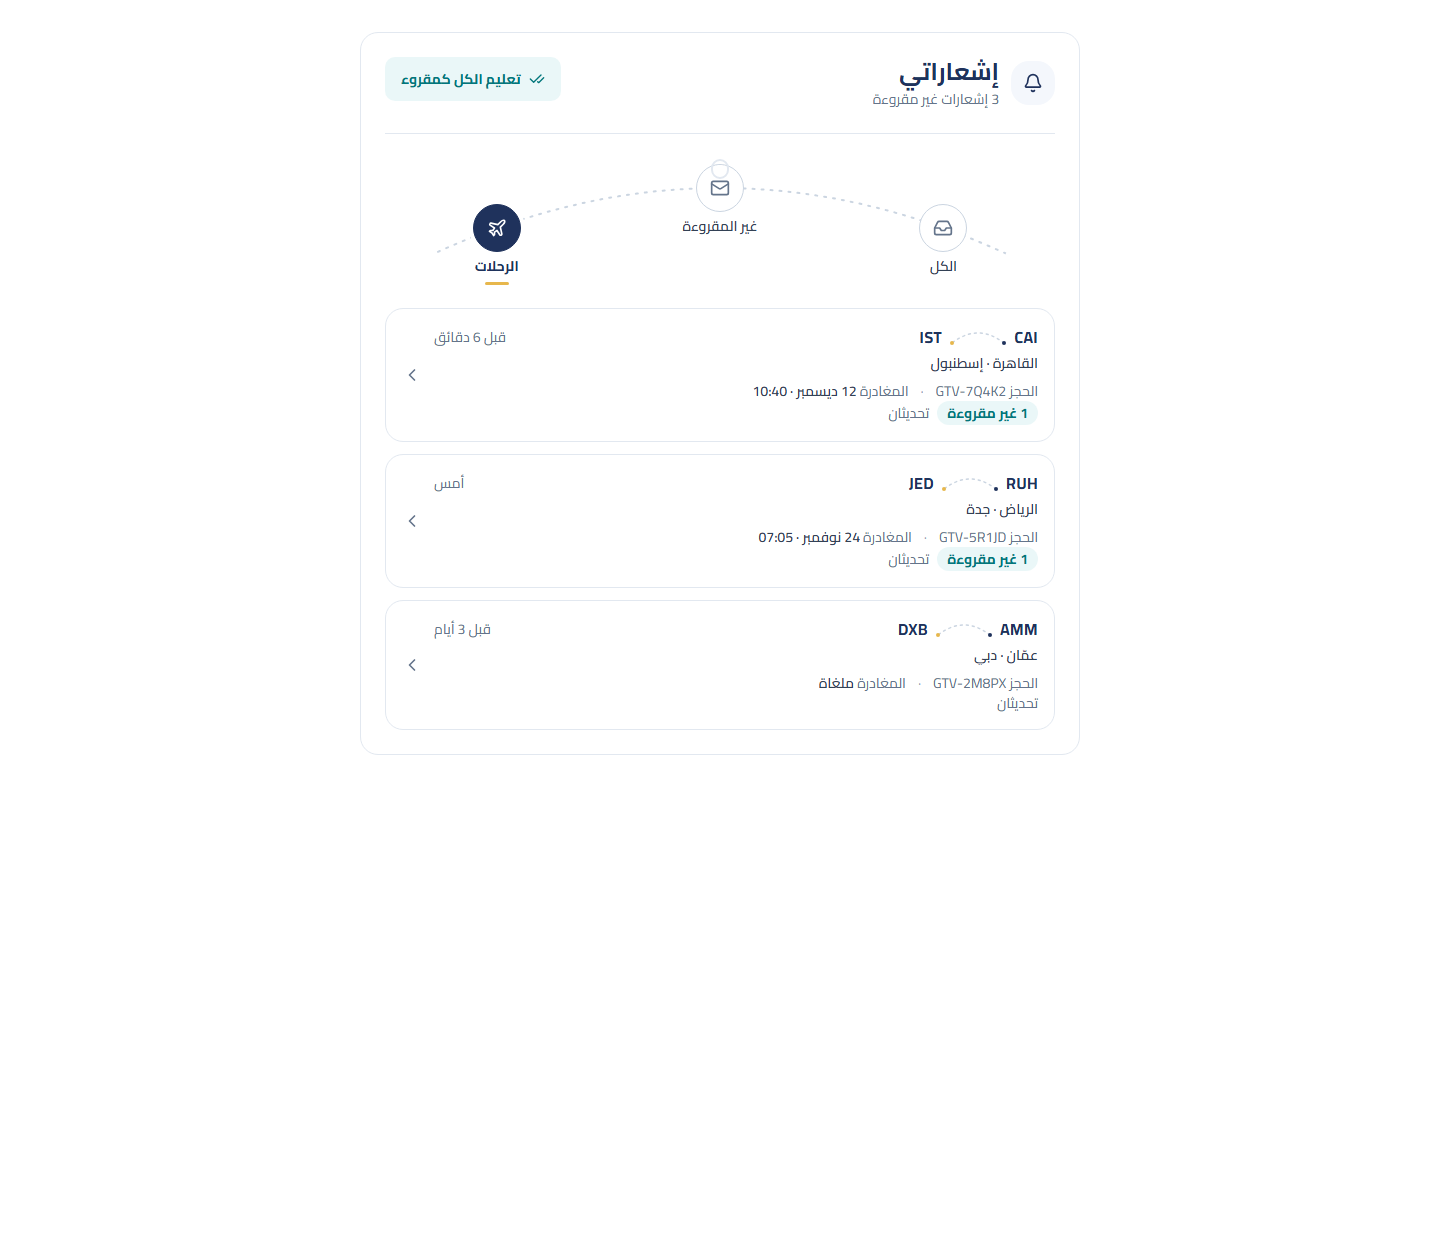 إشعاراتي
3 إشعارات غير مقروءة
تعليم الكل كمقروء
الكل
غير المقروءة
الرحلات
CAI IST
قبل 6 دقائق
القاهرة · إسطنبول
الحجز GTV-7Q4K2 · المغادرة 12 ديسمبر · 10:40
1 غير مقروءة تحديثان
RUH JED
أمس
الرياض · جدة
الحجز GTV-5R1JD · المغادرة 24 نوفمبر · 07:05
1 غير مقروءة تحديثان
AMM DXB
قبل 3 أيام
عمّان · دبي
الحجز GTV-2M8PX · المغادرة ملغاة
تحديثان